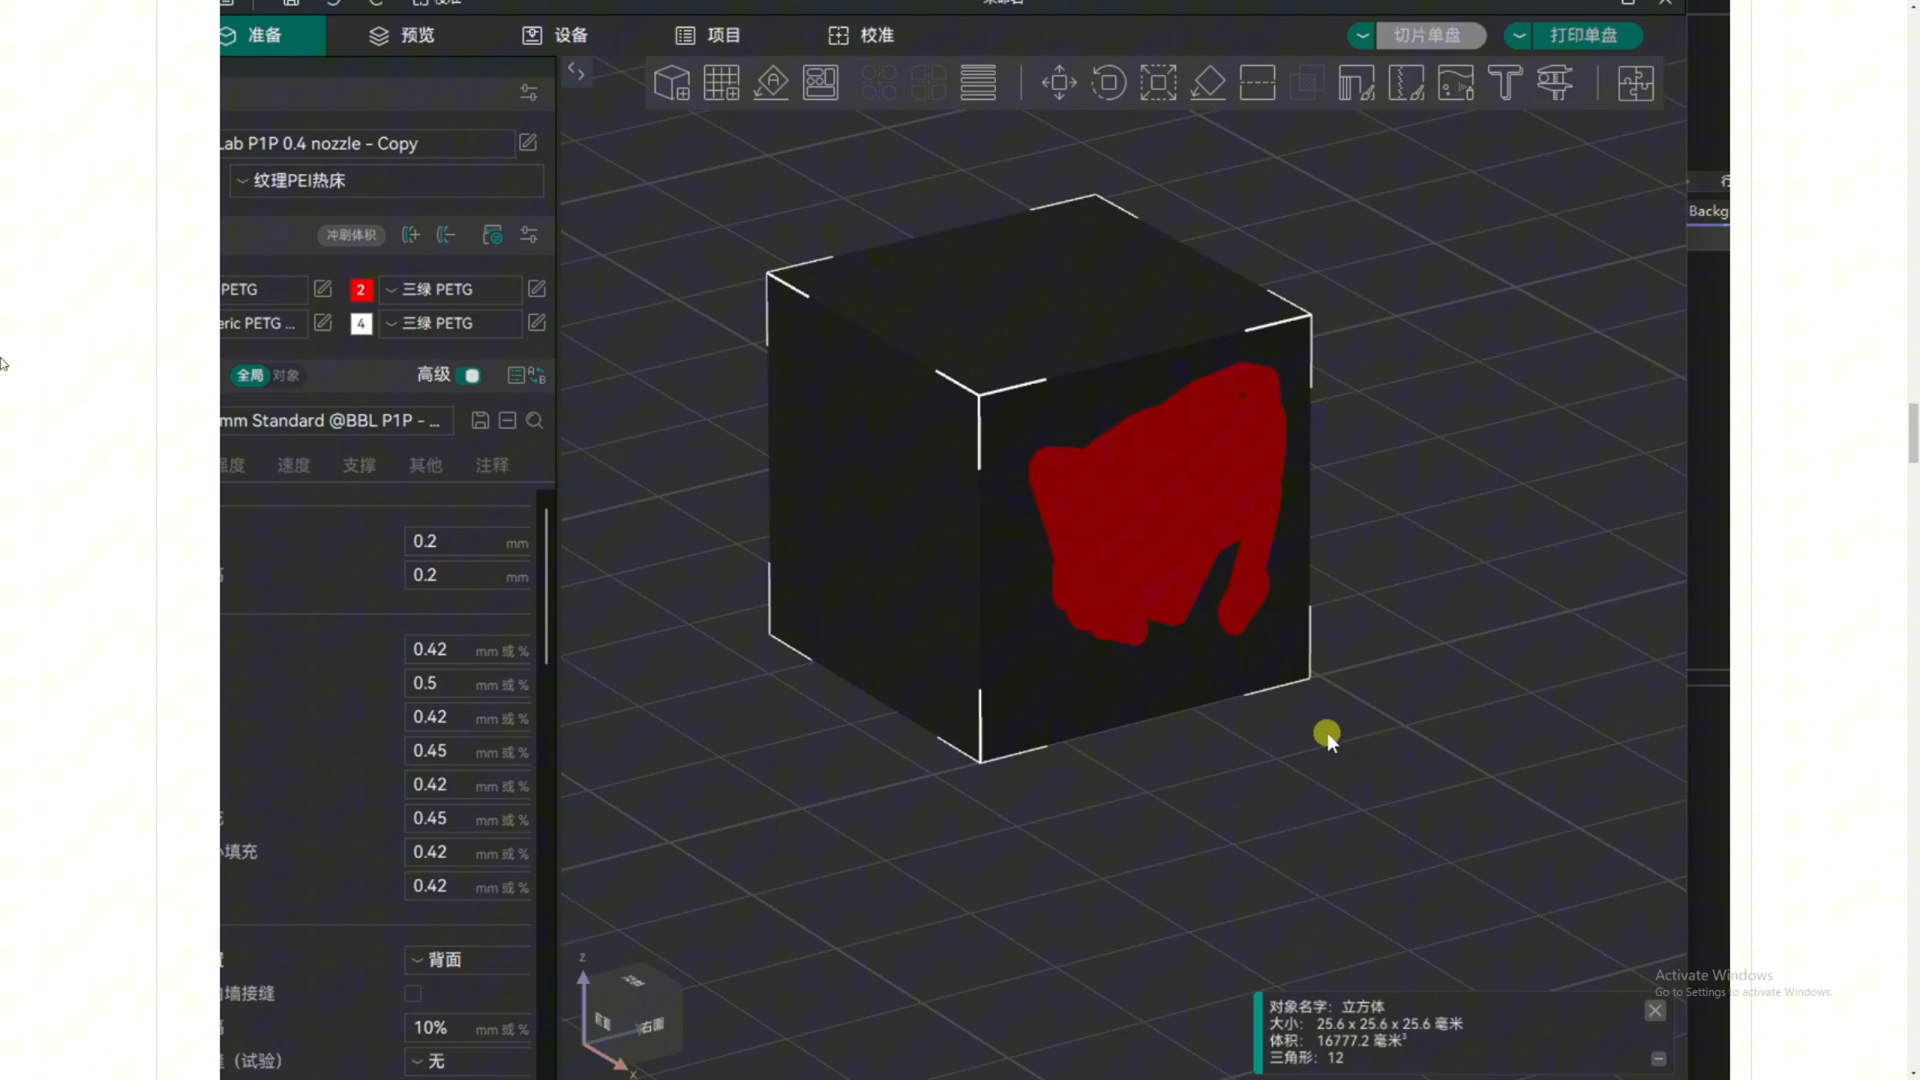 准备 预览 设备 项目 校准 切片单盘 打印单盘
Lab P1P 0.4 nozzle - Copy
纹理PEI热床
Backg
冲刷体积
PETG 2 三绿 PETG
eric PETG ... 4 三绿 PETG
全局 对象 高级
mm Standard @BBL P1P - ...
强度 速度 支撑 其他 注释
0.2 mm
0.2 mm
0.42 mm 或 %
0.5 mm 或 %
0.42 mm 或 %
0.45 mm 或 %
0.42 mm 或 %
0.45 mm 或 %
填充 0.42 mm 或 %
0.42 mm 或 %
背面
墙接缝
10% mm 或 %
(试验) 无
Z
前面 右面
X
Activate Windows
Go to Settings to activate Windows.
对象名字: 立方体
大小: 25.6 x 25.6 x 25.6 毫米
体积: 16777.2 毫米³
三角形: 12